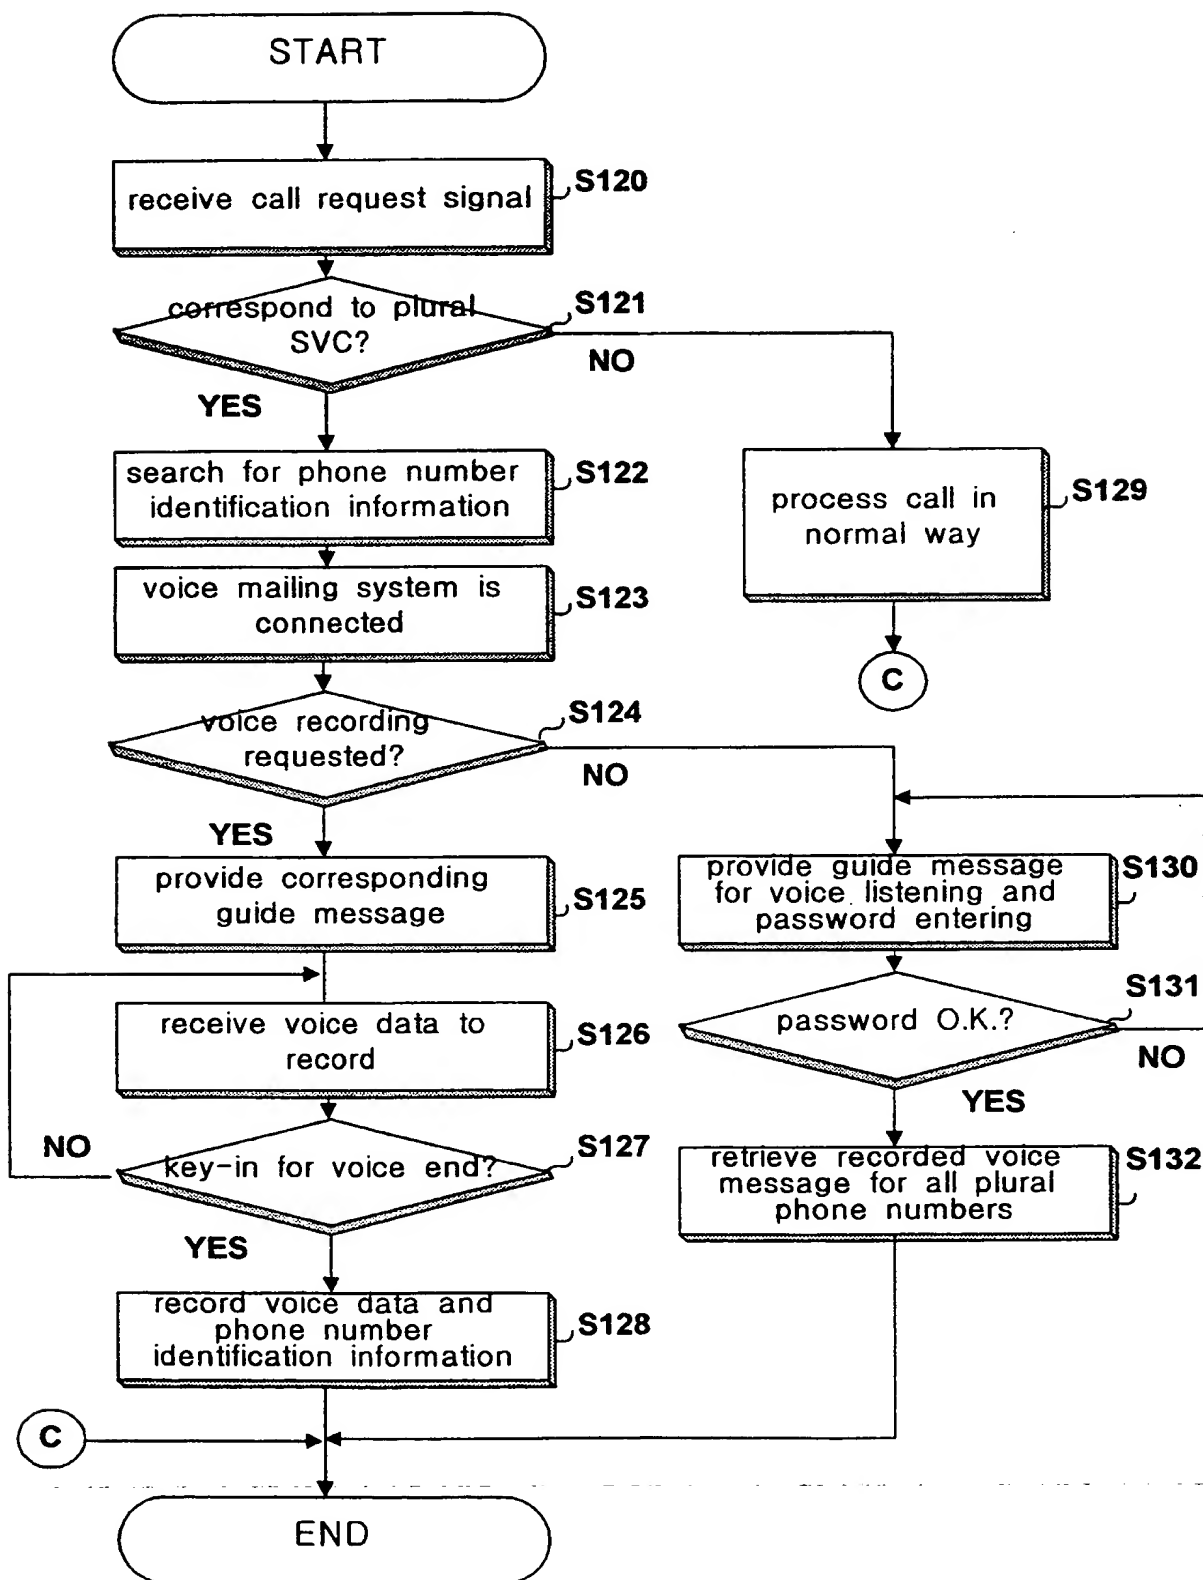 START
receive call request signal
S120
correspond to plural
SVC?
S121
NO
YES
search for phone number
identification information
S122
process call in
normal way
S129
voice mailing system is
connected
S123
C
voice recording
requested?
S124
NO
YES
provide corresponding
guide message
S125
provide guide message
for voice listening and
password entering
S130
receive voice data to
record
S126
password O.K.?
S131
NO
YES
key-in for voice end?
S127
NO
YES
retrieve recorded voice
message for all plural
phone numbers
S132
record voice data and
phone number
identification information
S128
C
END